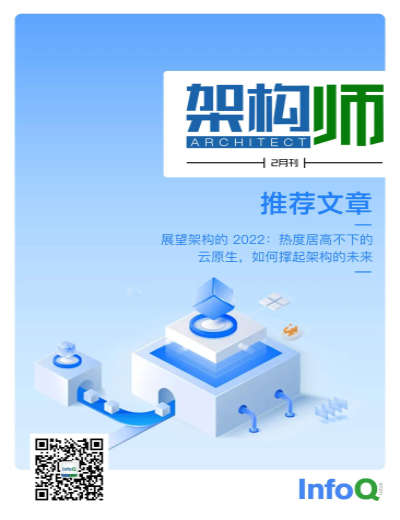 架构师
ARCHITECT
2月刊
推荐文章
展望架构的 2022：热度居高不下的
云原生，如何撑起架构的未来
InfoQ